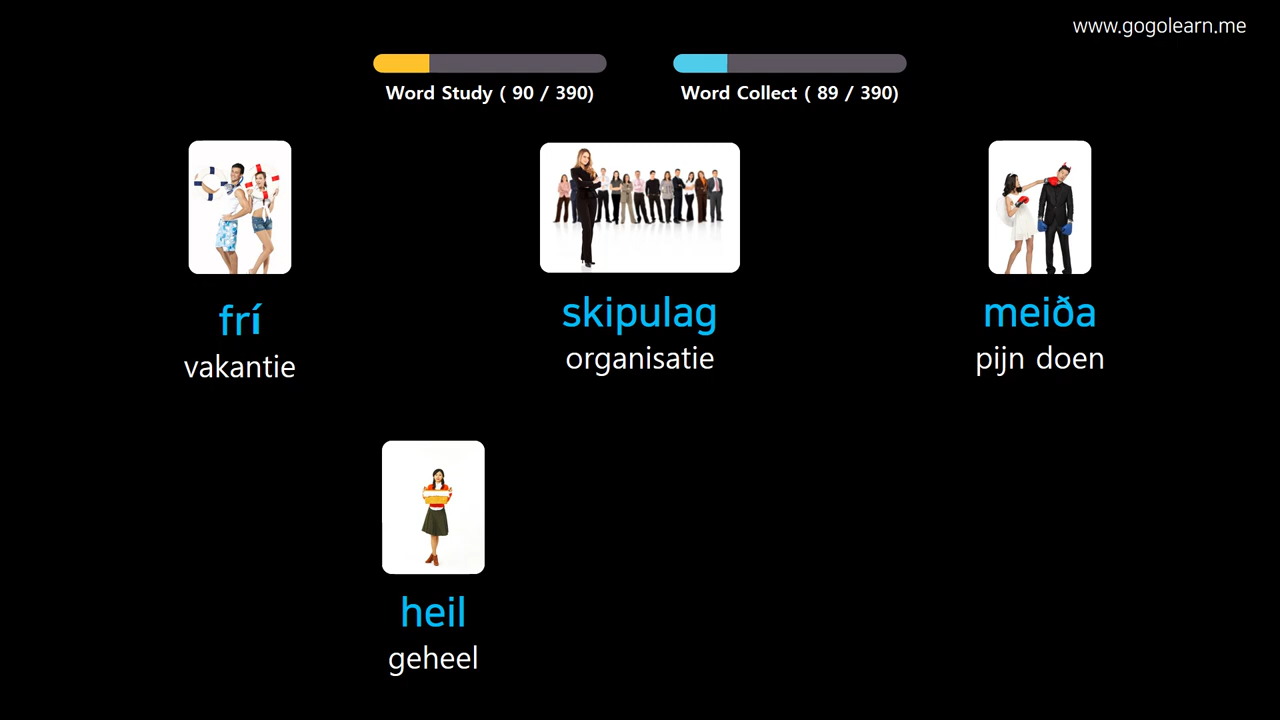 www.gogolearn.me
Word Study ( 90 / 390)
Word Collect ( 89 / 390)
frí
vakantie
skipulag
organisatie
meiða
pijn doen
heil
geheel